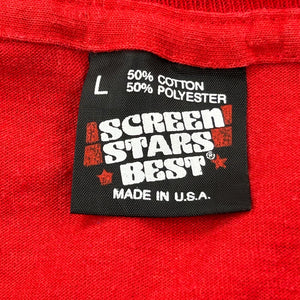 L
50% COTTON
50% POLYESTER
SCREEN
STARS
BEST®
MADE IN U.S.A.